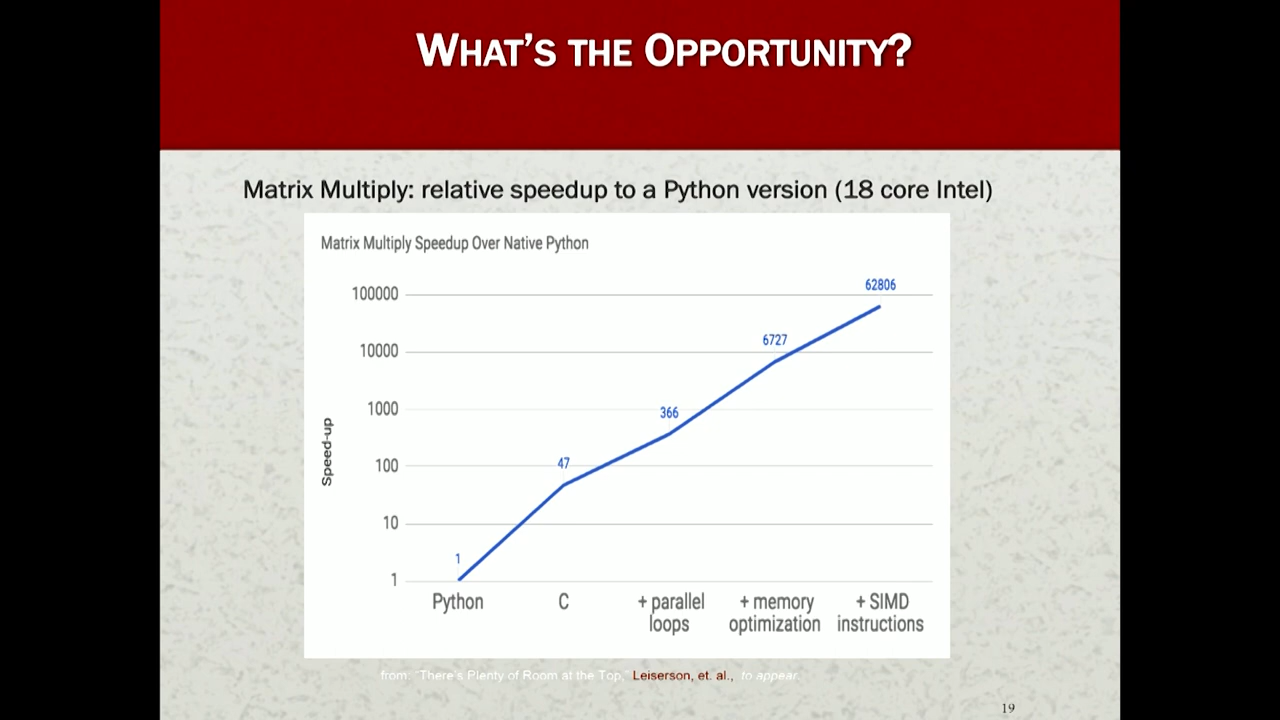 WHAT'S THE OPPORTUNITY?
Matrix Multiply: relative speedup to a Python version (18 core Intel)
Matrix Multiply Speedup Over Native Python
100000
10000
1000
100
10
1
Speed-up
1
47
366
6727
62806
Python
C
+ parallel
loops
+ memory
optimization
+ SIMD
instructions
from: "There's Plenty of Room at the Top," Leiserson, et. al., to appear.
19